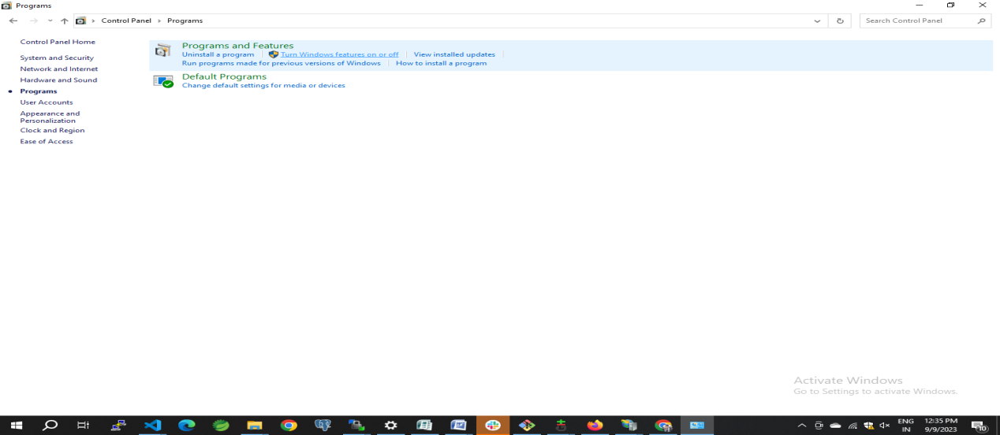 Programs
Control Panel > Programs
Search Control Panel
Control Panel Home
System and Security
Network and Internet
Hardware and Sound
Programs
User Accounts
Appearance and
Personalization
Clock and Region
Ease of Access
Programs and Features
Uninstall a program
Turn Windows features on or off
View installed updates
Run programs made for previous versions of Windows
How to install a program
Default Programs
Change default settings for media or devices
Activate Windows
Go to Settings to activate Windows.
ENG
IN
12:35 PM
9/9/2023
10